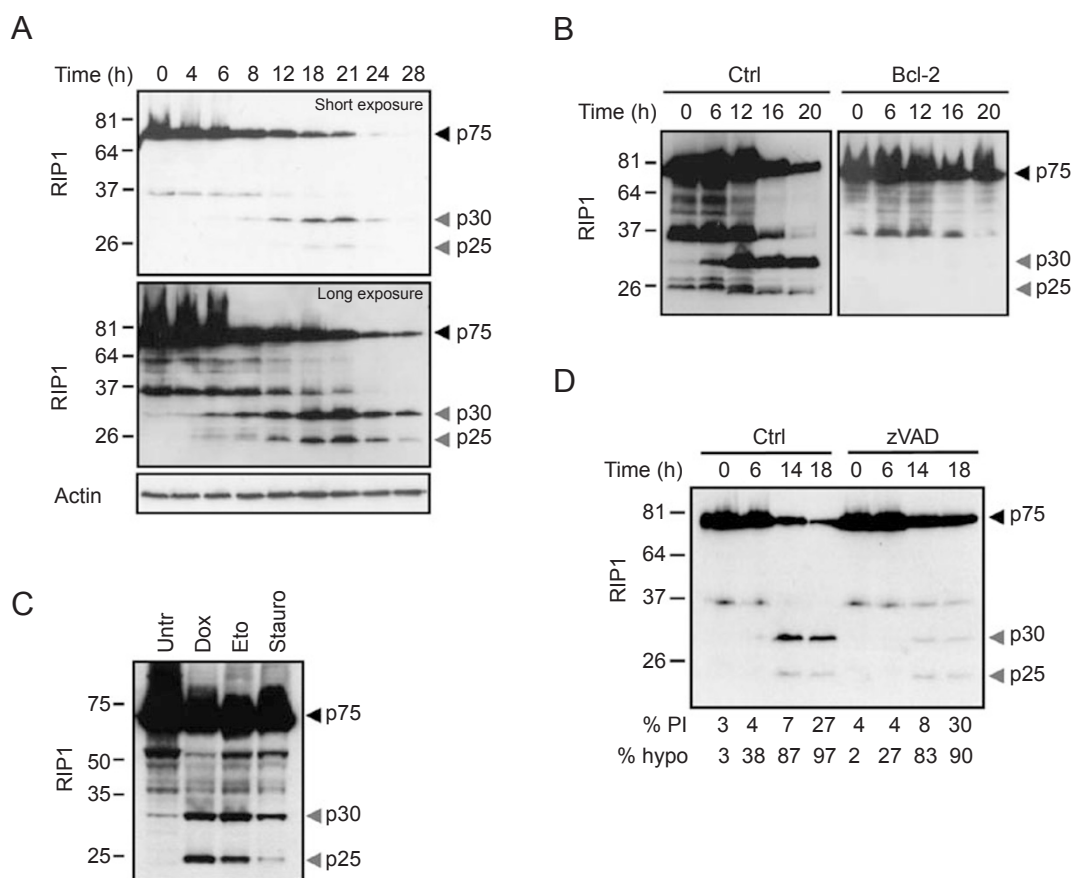 A
Time (h) 0 4 6 8 12 18 21 24 28
Short exposure
RIP1
81
64
37
26
p75
p30
p25
Long exposure
RIP1
81
64
37
26
p75
p30
p25
Actin
B
Ctrl Bcl-2
Time (h) 0 6 12 16 20 0 6 12 16 20
RIP1
81
64
37
26
p75
p30
p25
C
Untr Dox Eto Stauro
RIP1
75
50
35
25
p75
p30
p25
D
Ctrl zVAD
Time (h) 0 6 14 18 0 6 14 18
RIP1
81
64
37
26
p75
p30
p25
% PI 3 4 7 27 4 4 8 30
% hypo 3 38 87 97 2 27 83 90